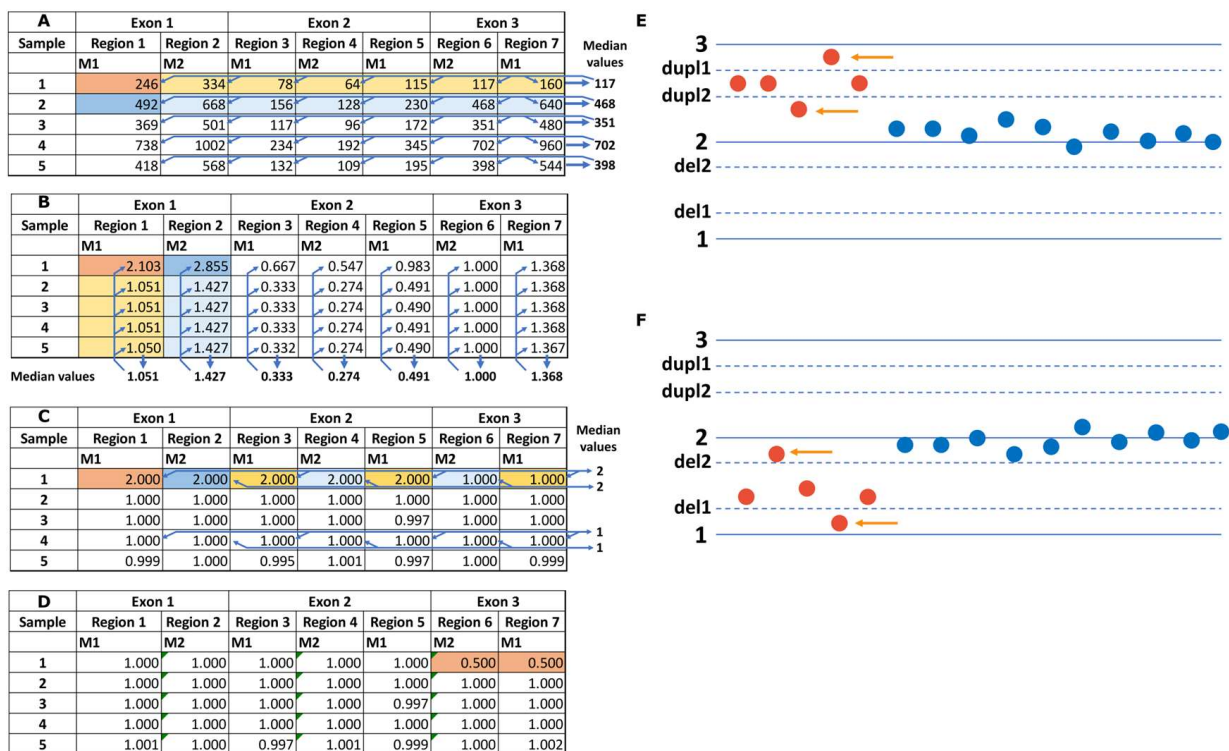 A Exon 1 Exon 2 Exon 3
Sample Region 1 Region 2 Region 3 Region 4 Region 5 Region 6 Region 7 Median values
M1 M2 M1 M2 M1 M2 M1
1 246 334 78 64 115 117 160 117
2 492 668 156 128 230 468 640 468
3 369 501 117 96 172 351 480 351
4 738 1002 234 192 345 702 960 702
5 418 568 132 109 195 398 544 398
B Exon 1 Exon 2 Exon 3
Sample Region 1 Region 2 Region 3 Region 4 Region 5 Region 6 Region 7
M1 M2 M1 M2 M1 M2 M1
1 2.103 2.855 0.667 0.547 0.983 1.000 1.368
2 1.051 1.427 0.333 0.274 0.491 1.000 1.368
3 1.051 1.427 0.333 0.274 0.490 1.000 1.368
4 1.051 1.427 0.333 0.274 0.491 1.000 1.368
5 1.050 1.427 0.332 0.274 0.490 1.000 1.367
Median values 1.051 1.427 0.333 0.274 0.491 1.000 1.368
C Exon 1 Exon 2 Exon 3
Sample Region 1 Region 2 Region 3 Region 4 Region 5 Region 6 Region 7 Median values
M1 M2 M1 M2 M1 M2 M1
1 2.000 2.000 2.000 2.000 2.000 1.000 1.000 2
2
2 1.000 1.000 1.000 1.000 1.000 1.000 1.000
3 1.000 1.000 1.000 1.000 0.997 1.000 1.000
4 1.000 1.000 1.000 1.000 1.000 1.000 1.000 1
1
5 0.999 1.000 0.995 1.001 0.997 1.000 0.999
D Exon 1 Exon 2 Exon 3
Sample Region 1 Region 2 Region 3 Region 4 Region 5 Region 6 Region 7
M1 M2 M1 M2 M1 M2 M1
1 1.000 1.000 1.000 1.000 1.000 0.500 0.500
2 1.000 1.000 1.000 1.000 1.000 1.000 1.000
3 1.000 1.000 1.000 1.000 0.997 1.000 1.000
4 1.000 1.000 1.000 1.000 1.000 1.000 1.000
5 1.001 1.000 0.997 1.001 0.999 1.000 1.002
E
3
dupl1
dupl2
2
del2
del1
1
F
3
dupl1
dupl2
2
del2
del1
1